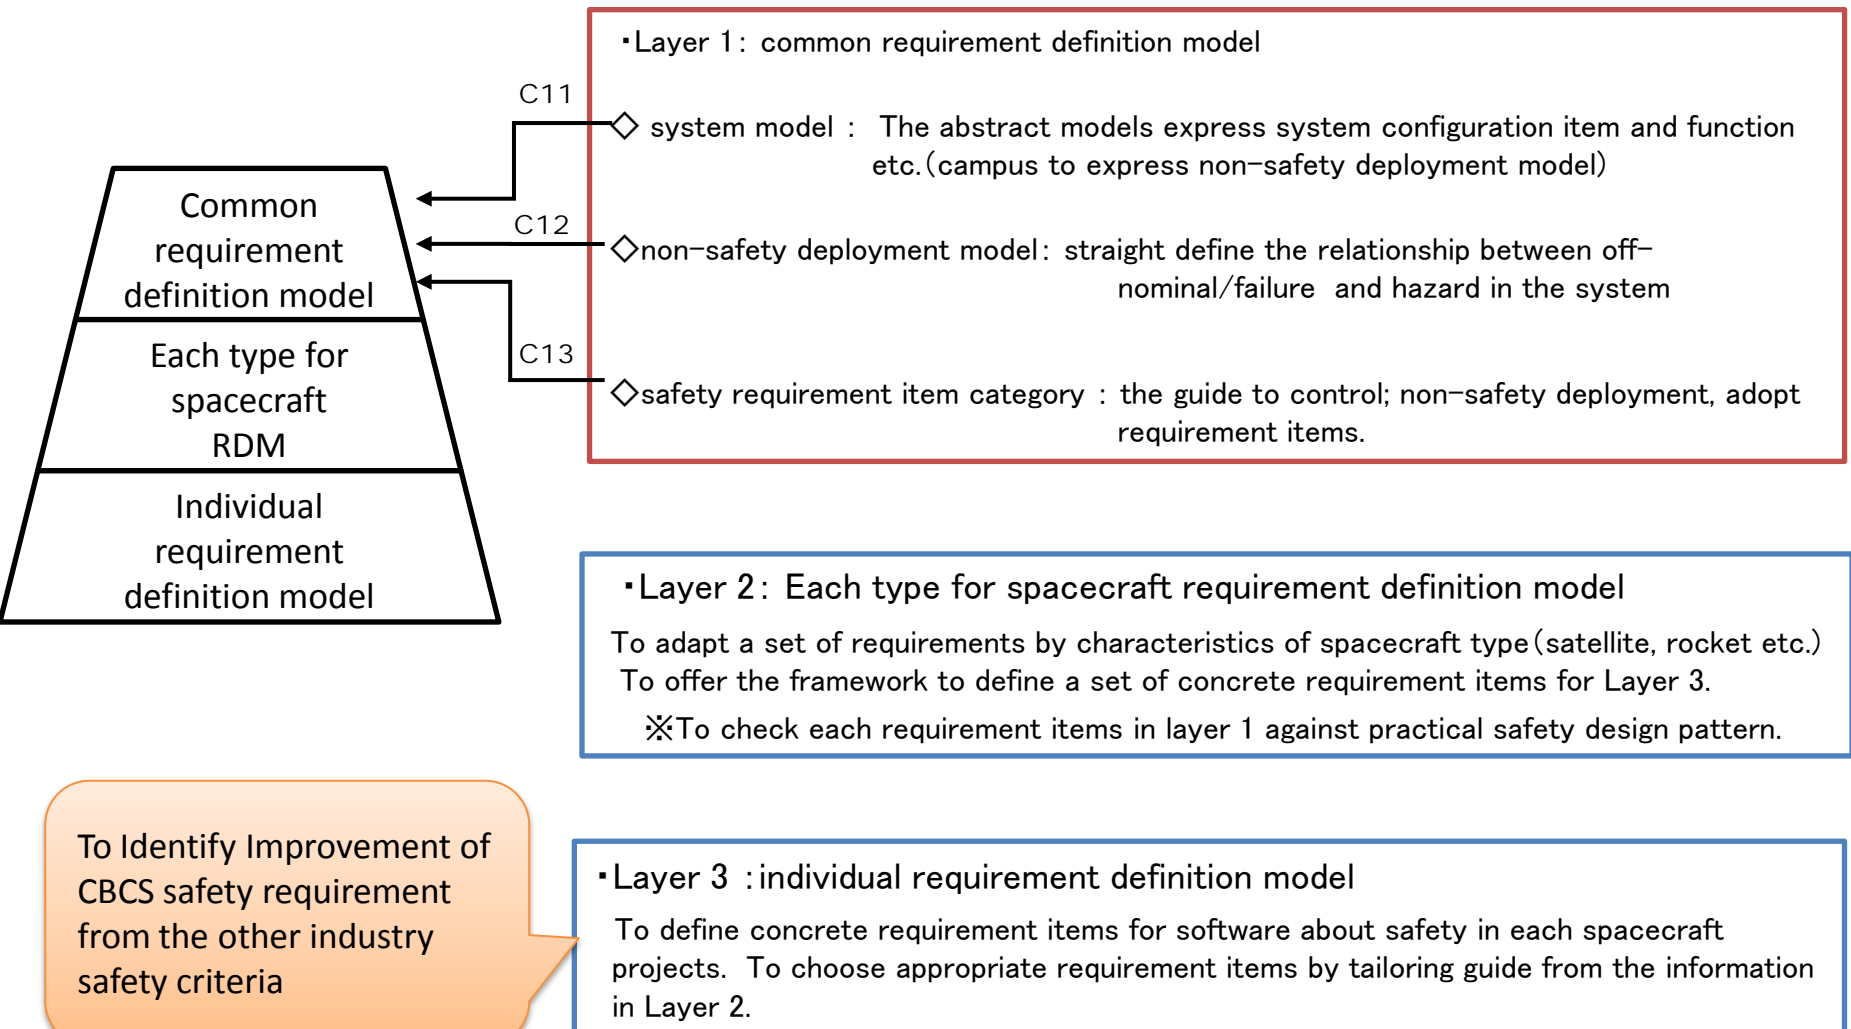 ・Layer 1： common requirement definition model
C11
◇ system model ： The abstract models express system configuration item and function
etc.（campus to express non-safety deployment model）
C12
◇non-safety deployment model： straight define the relationship between off-
nominal/failure and hazard in the system
C13
◇safety requirement item category ： the guide to control; non-safety deployment, adopt
requirement items.
Common
requirement
definition model
Each type for
spacecraft
RDM
Individual
requirement
definition model
・Layer 2： Each type for spacecraft requirement definition model
To adapt a set of requirements by characteristics of spacecraft type（satellite, rocket etc.）
To offer the framework to define a set of concrete requirement items for Layer 3.
※To check each requirement items in layer 1 against practical safety design pattern.
To Identify Improvement of
CBCS safety requirement
from the other industry
safety criteria
・Layer 3 ：individual requirement definition model
To define concrete requirement items for software about safety in each spacecraft
projects. To choose appropriate requirement items by tailoring guide from the information
in Layer 2.